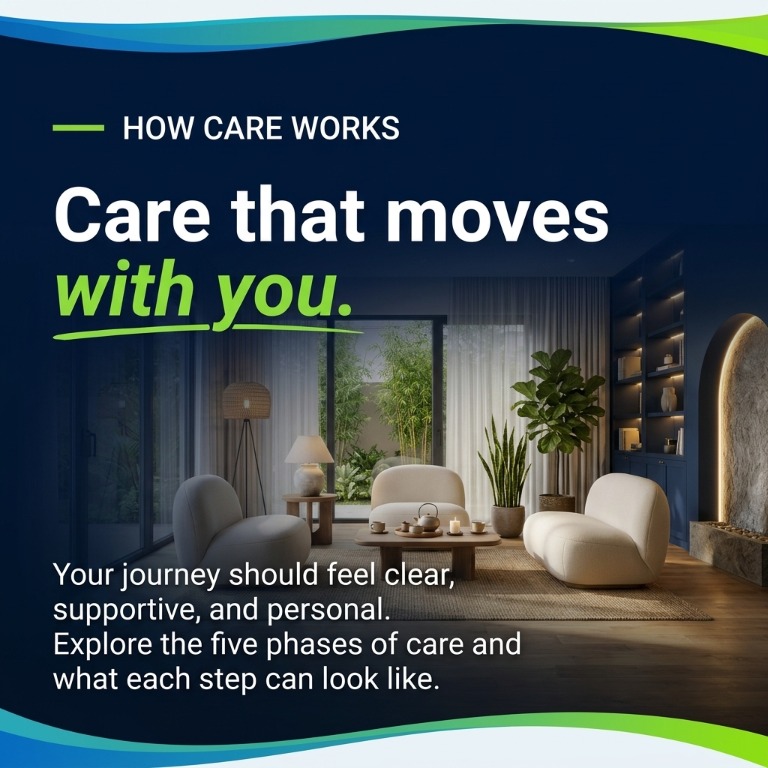 HOW CARE WORKS
Care that moves
with you.
Your journey should feel clear,
supportive, and personal.
Explore the five phases of care and
what each step can look like.